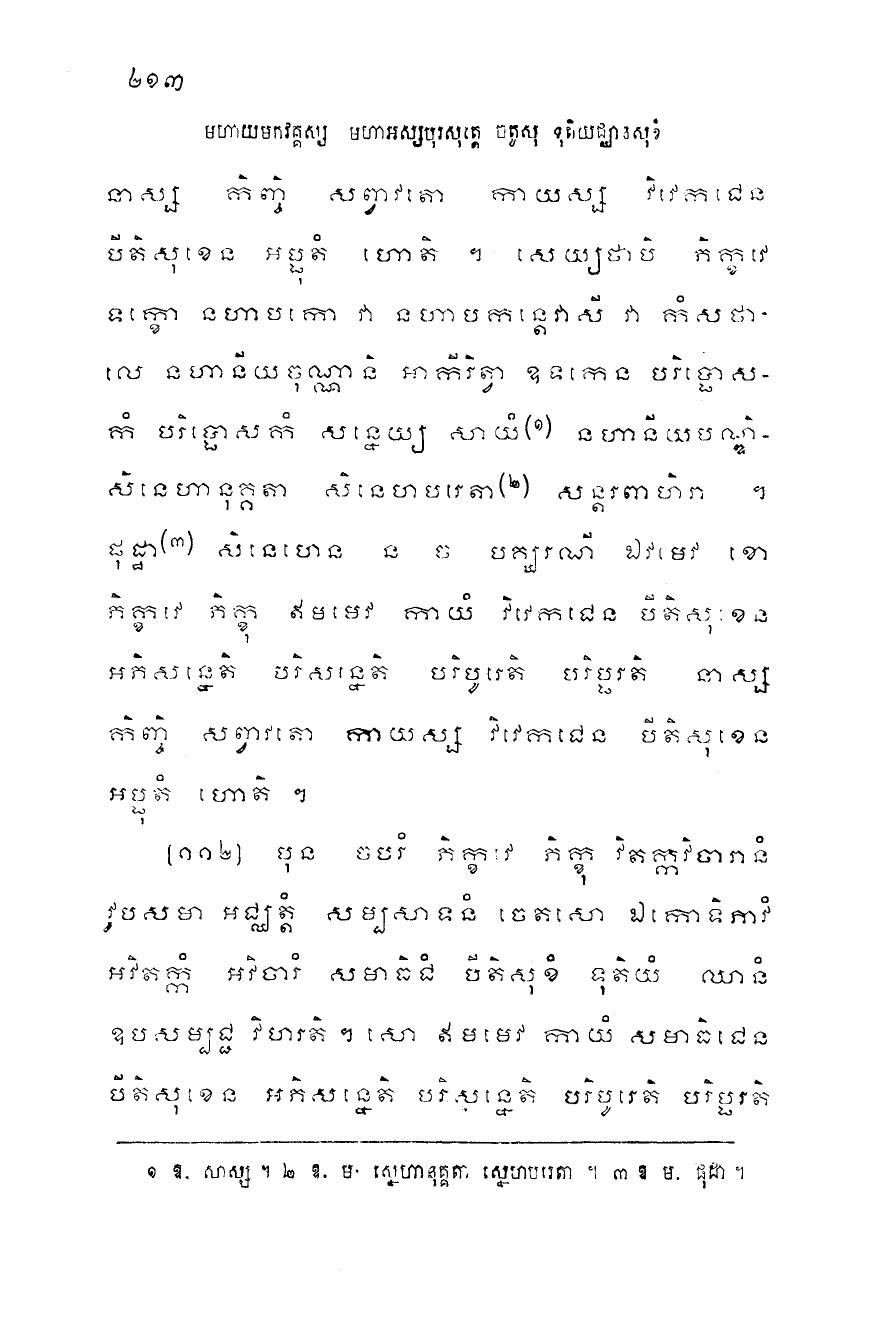 ២១៣
មហាយមកវគ្គស្ស មហាអស្សបុរសុត្តេ ចតូសុ ទុតិយជ្ឈានសុខំ
នាស្ស កិញ្ចិ សព្វាវតោ កាយស្ស វិវេកជេន
បីតិសុខេន អប្ផុតំ ហោតិ ។ សេយ្យថាបិ ភិក្ខវេ
ទក្ខោ នហាបកោ វា នហាបកន្តេវាសី វា កំសថា-
លេ នហានីយចុណ្ណានិ អាកីរិត្វា ឧទកេន បរិប្ផោស-
កំ បរិប្ផោសកំ សន្នេយ្យ សាយំ(១) នហានីយបណ្ឌិ-
សិនេហានុគ្គតា សិនេហបរេតា(២) សន្តរពាហិរា ។
ផុដ្ឋា(៣) សិនេហេន ន ច បគ្ឃរណី ឯវមេវ ខោ
ភិក្ខវេ ភិក្ខុ ឥមមេវ កាយំ វិវេកជេន បីតិសុខេន
អភិសន្នេតិ បរិសន្នេតិ បរិបូរេតិ បរិប្ផរតិ នាស្ស
កិញ្ចិ សព្វាវតោ កាយស្ស វិវេកជេន បីតិសុខេន
អប្ផុតំ ហោតិ ។
[១១២] បុន ចបរំ ភិក្ខវេ ភិក្ខុ វិតក្កវិចារានំ
វូបសមា អជ្ឈត្តំ សម្បសាទនំ ចេតសោ ឯកោទិភាវំ
អវិតក្កំ អវិចារំ សមាធិជំ បីតិសុខំ ទុតិយំ ឈានំ
ឧបសម្បជ្ជ វិហរតិ ។ សោ ឥមមេវ កាយំ សមាធិជេន
បីតិសុខេន អភិសន្នេតិ បរិសន្នេតិ បរិបូរេតិ បរិប្ផរតិ
១ ឱ. សាស្ស ។ ២ ឱ. ម. ស្នេហានុគ្គតា ស្នេហបរេតា ។ ៣ ឱ ម. ផុដា ។